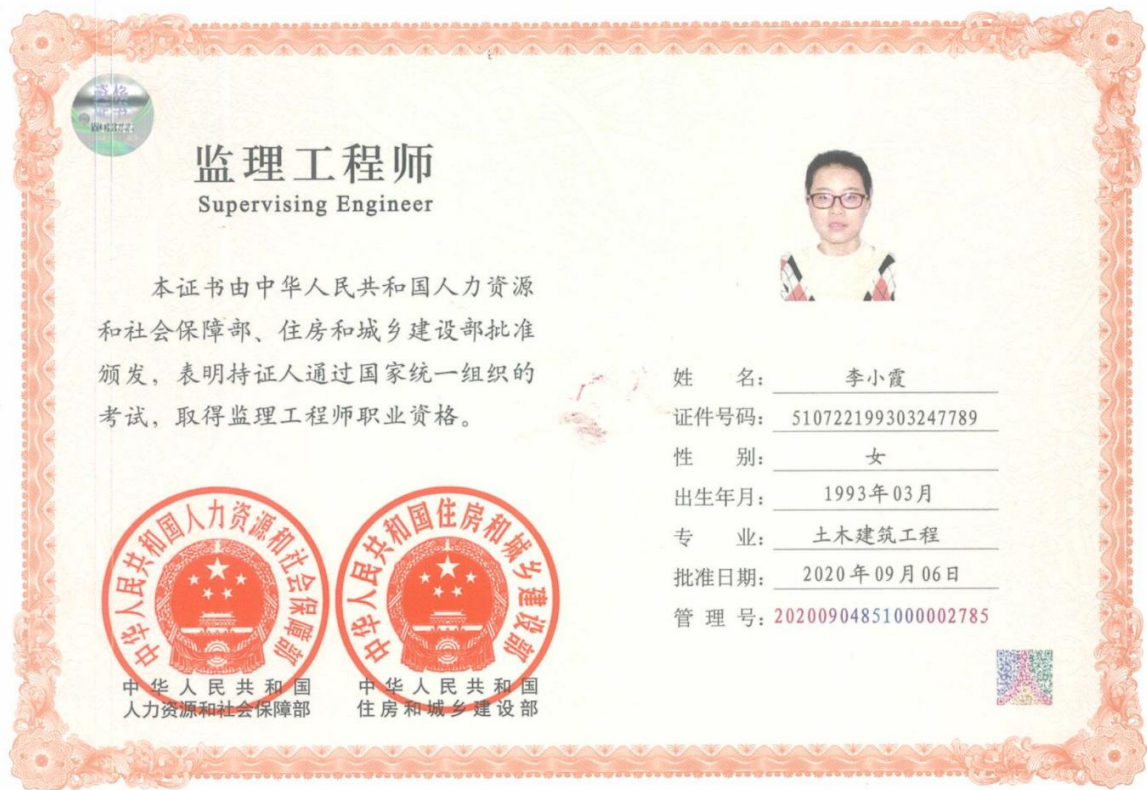 监理工程师
Supervising Engineer
本证书由中华人民共和国人力资源
和社会保障部、住房和城乡建设部批准
颁发，表明持证人通过国家统一组织的
考试，取得监理工程师职业资格。
姓 名： 李小霞
证件号码： 510722199303247789
性 别： 女
出生年月： 1993年03月
专 业： 土木建筑工程
批准日期： 2020年09月06日
管 理 号： 20200904851000002785
中华人民共和国人力资源和社会保障部
中华人民共和国住房和城乡建设部
中华人民共和国
人力资源和社会保障部
中华人民共和国
住房和城乡建设部